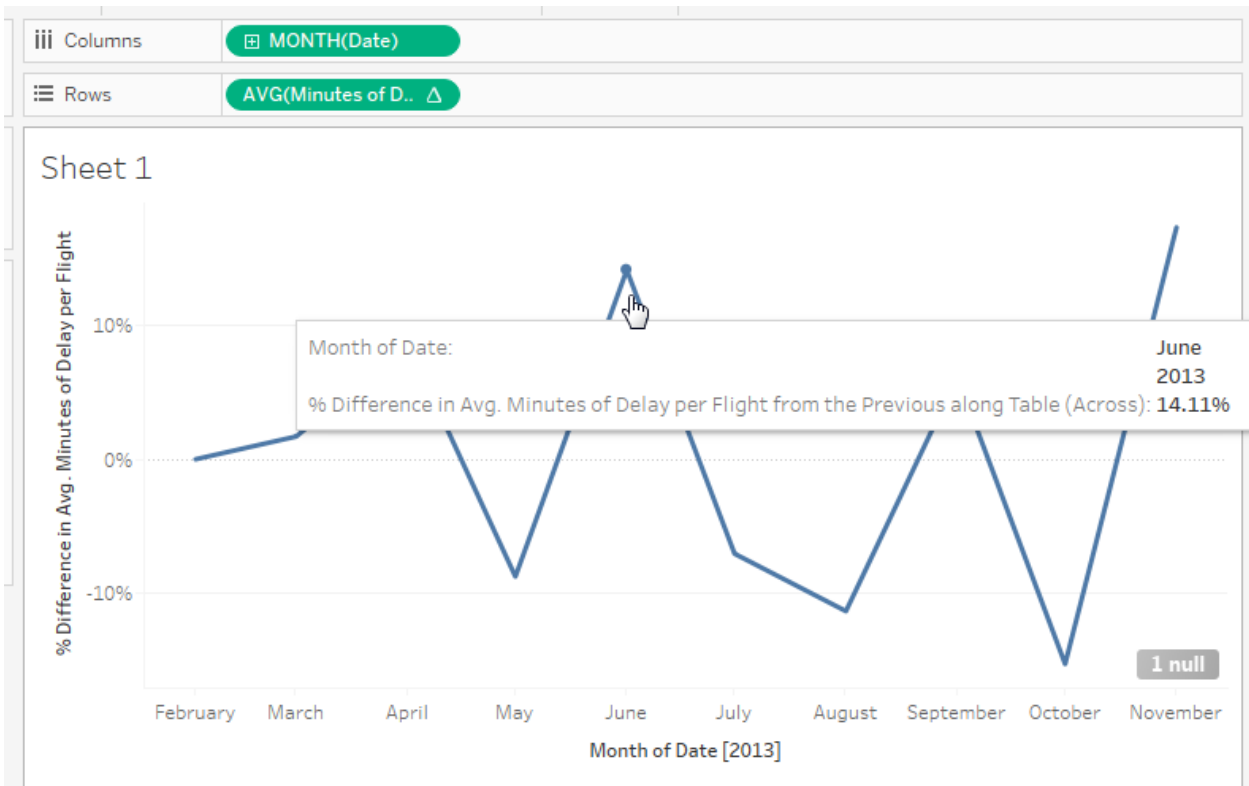 Columns
MONTH(Date)
Rows
AVG(Minutes of D.. Δ
Sheet 1
% Difference in Avg. Minutes of Delay per Flight
10%
0%
-10%
Month of Date:
June
2013
% Difference in Avg. Minutes of Delay per Flight from the Previous along Table (Across): 14.11%
1 null
February March April May June July August September October November
Month of Date [2013]